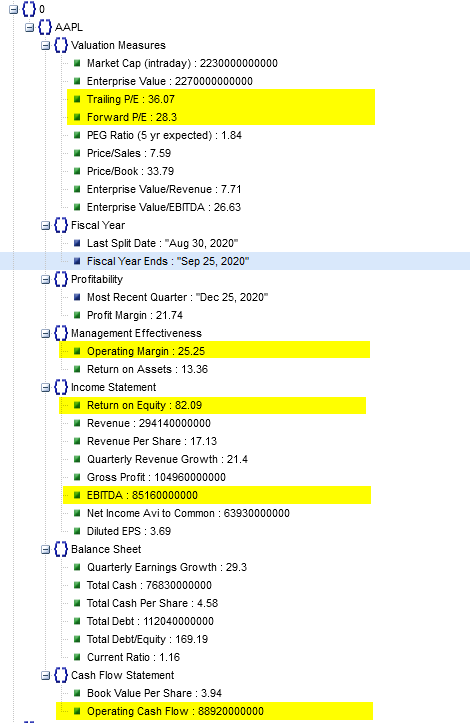 0
AAPL
Valuation Measures
Market Cap (intraday) : 2230000000000
Enterprise Value : 2270000000000
Trailing P/E : 36.07
Forward P/E : 28.3
PEG Ratio (5 yr expected) : 1.84
Price/Sales : 7.59
Price/Book : 33.79
Enterprise Value/Revenue : 7.71
Enterprise Value/EBITDA : 26.63
Fiscal Year
Last Split Date : "Aug 30, 2020"
Fiscal Year Ends : "Sep 25, 2020"
Profitability
Most Recent Quarter : "Dec 25, 2020"
Profit Margin : 21.74
Management Effectiveness
Operating Margin : 25.25
Return on Assets : 13.36
Income Statement
Return on Equity : 82.09
Revenue : 294140000000
Revenue Per Share : 17.13
Quarterly Revenue Growth : 21.4
Gross Profit : 104960000000
EBITDA : 85160000000
Net Income Avi to Common : 63930000000
Diluted EPS : 3.69
Balance Sheet
Quarterly Earnings Growth : 29.3
Total Cash : 76830000000
Total Cash Per Share : 4.58
Total Debt : 112040000000
Total Debt/Equity : 169.19
Current Ratio : 1.16
Cash Flow Statement
Book Value Per Share : 3.94
Operating Cash Flow : 88920000000